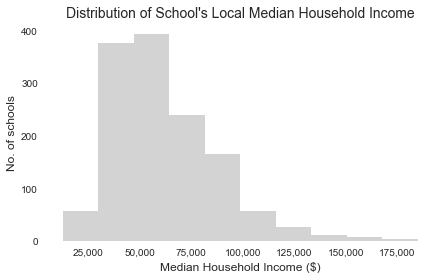 Distribution of School's Local Median Household Income
No. of schools
400
300
200
100
0
25,000 50,000 75,000 100,000 125,000 150,000 175,000
Median Household Income ($)